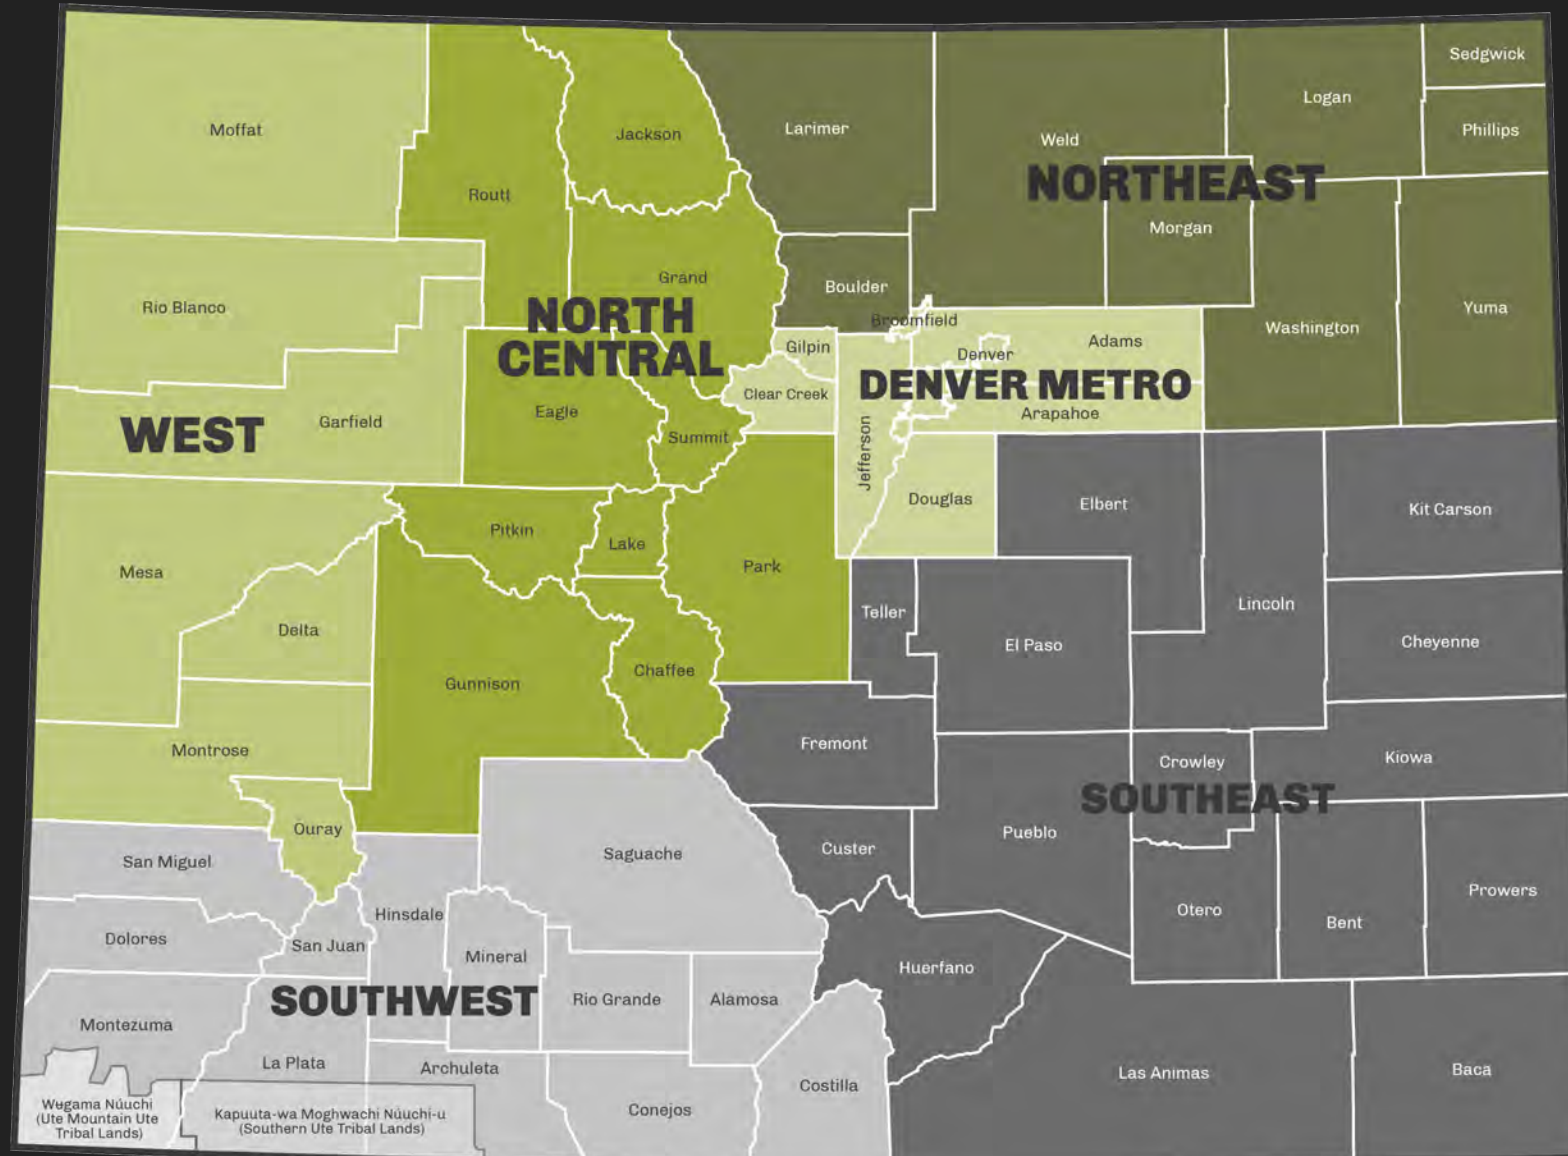 Sedgwick
Logan
Moffat
Jackson
Larimer
Weld
Phillips
NORTHEAST
Routt
Morgan
Grand
Boulder
Rio Blanco
Yuma
NORTH
CENTRAL
Broomfield
Washington
Gilpin
Denver
Adams
DENVER METRO
Clear Creek
Eagle
Arapahoe
WEST
Garfield
Summit
Jefferson
Douglas
Elbert
Kit Carson
Pitkin
Lake
Mesa
Park
Lincoln
Teller
Delta
El Paso
Cheyenne
Gunnison
Chaffee
Montrose
Fremont
Crowley
Kiowa
SOUTHEAST
Ouray
Pueblo
San Miguel
Saguache
Custer
Prowers
Hinsdale
Otero
Bent
Dolores
San Juan
Mineral
Huerfano
SOUTHWEST
Rio Grande
Alamosa
Montezuma
La Plata
Archuleta
Las Animas
Baca
Costilla
Conejos
Wʉgama Núuchi
(Ute Mountain Ute
Tribal Lands)
Kapuuta-wa Moghwachi Núuchi-u
(Southern Ute Tribal Lands)